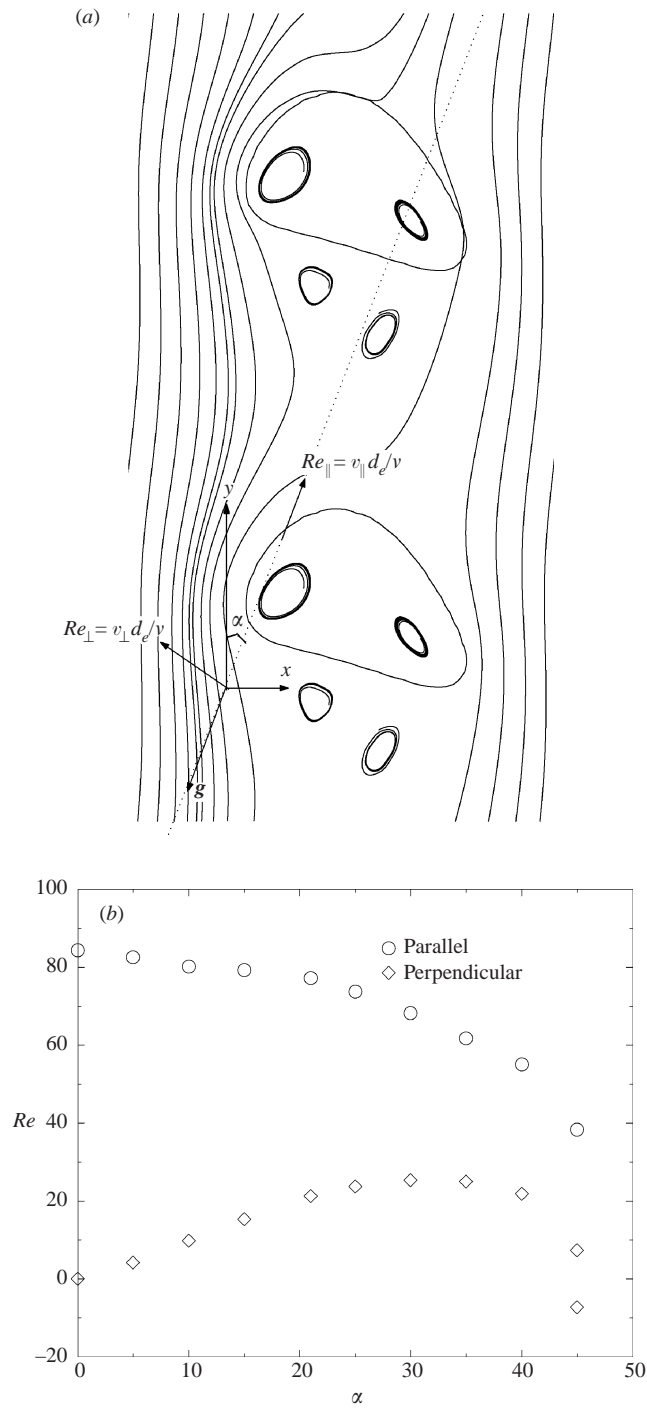 (a)
Re∥ = v∥ de/ν
y
α
Re⊥ = v⊥ de/ν
x
g
100
(b)
Parallel
80
Perpendicular
60
Re 40
20
0
–20
0 10 20 30 40 50
α